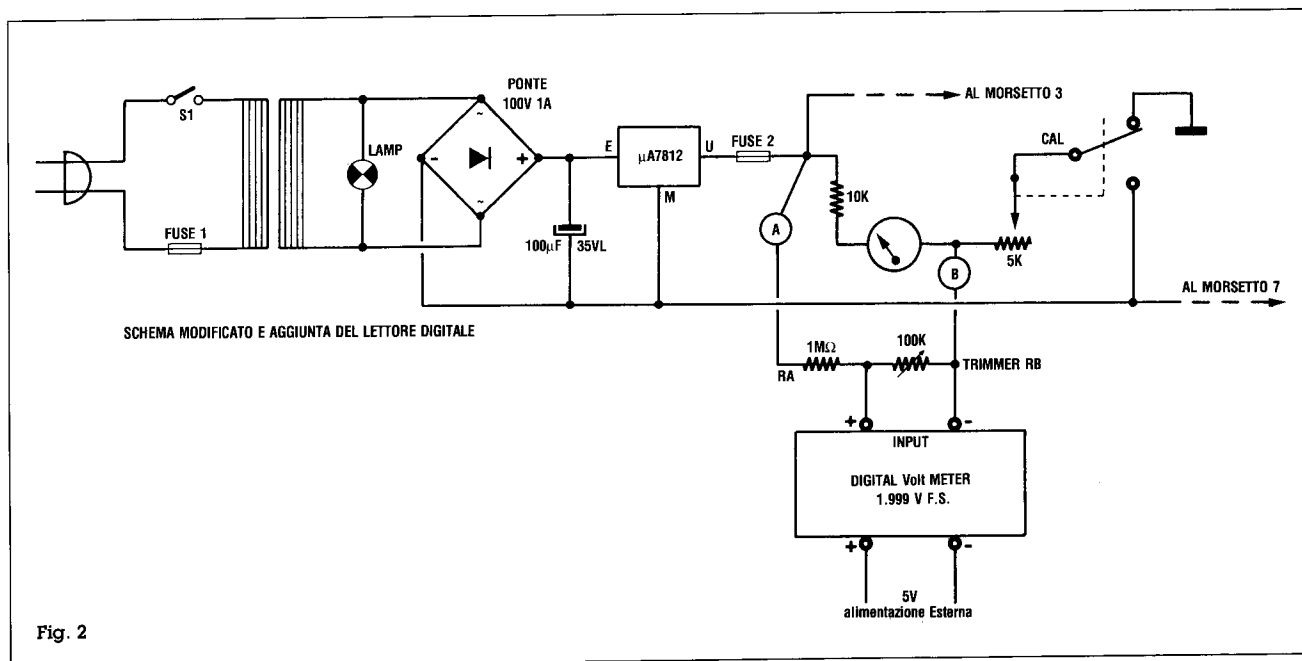 PONTE
100V 1A
AL MORSETTO 3
S1
LAMP
~
-
+
~
E
µA7812
U
FUSE 2
M
CAL
10K
FUSE 1
100µF
35VL
A
B
5K
AL MORSETTO 7
SCHEMA MODIFICATO E AGGIUNTA DEL LETTORE DIGITALE
1MΩ
100K
RA
TRIMMER RB
+
-
INPUT
DIGITAL Volt METER
1.999 V F.S.
+
-
5V
alimentazione Esterna
Fig. 2